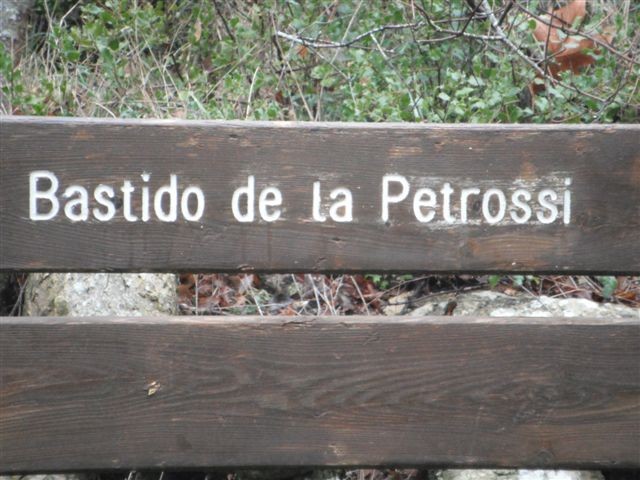 Bastido de la Petrossi